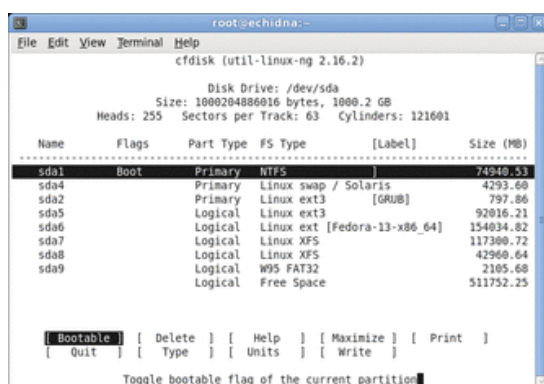 root@echidna:~
File Edit View Terminal Help
cfdisk (util-linux-ng 2.16.2)
Disk Drive: /dev/sda
Size: 1000204886016 bytes, 1000.2 GB
Heads: 255 Sectors per Track: 63 Cylinders: 121601
Name Flags Part Type FS Type [Label] Size (MB)
sda1 Boot Primary NTFS ] 74940.53
sda4 Primary Linux swap / Solaris 4293.60
sda2 Primary Linux ext3 [GRUB] 797.86
sda5 Logical Linux ext3 92016.21
sda6 Logical Linux ext [Fedora-13-x86_64] 154034.82
sda7 Logical Linux XFS 117300.72
sda8 Logical Linux XFS 42960.64
sda9 Logical W95 FAT32 2105.68
Logical Free Space 511752.25
[ Bootable ] [ Delete ] [ Help ] [ Maximize ] [ Print ]
[ Quit ] [ Type ] [ Units ] [ Write ]
Toggle bootable flag of the current partition